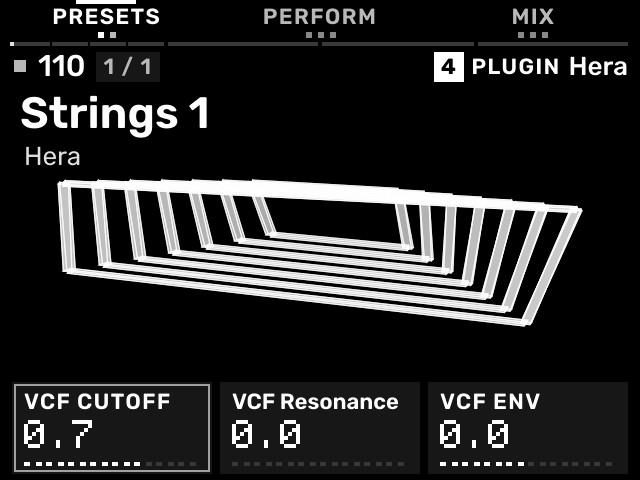 PRESETS PERFORM MIX
110 1 / 1 4 PLUGIN Hera
Strings 1
Hera
VCF CUTOFF VCF Resonance VCF ENV
0.7 0.0 0.0